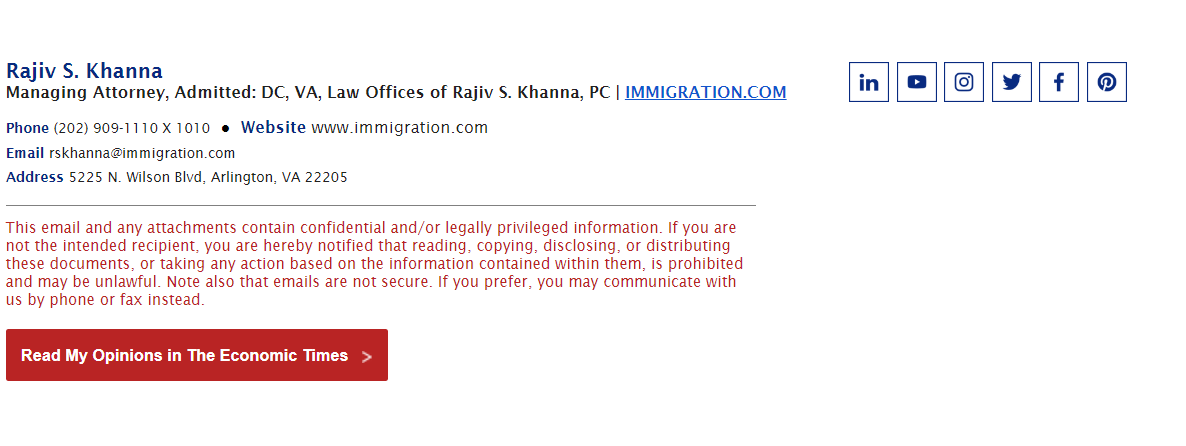 Rajiv S. Khanna
Managing Attorney, Admitted: DC, VA, Law Offices of Rajiv S. Khanna, PC | IMMIGRATION.COM
Phone (202) 909-1110 X 1010 ● Website www.immigration.com
Email rskhanna@immigration.com
Address 5225 N. Wilson Blvd, Arlington, VA 22205
This email and any attachments contain confidential and/or legally privileged information. If you are
not the intended recipient, you are hereby notified that reading, copying, disclosing, or distributing
these documents, or taking any action based on the information contained within them, is prohibited
and may be unlawful. Note also that emails are not secure. If you prefer, you may communicate with
us by phone or fax instead.
Read My Opinions in The Economic Times >